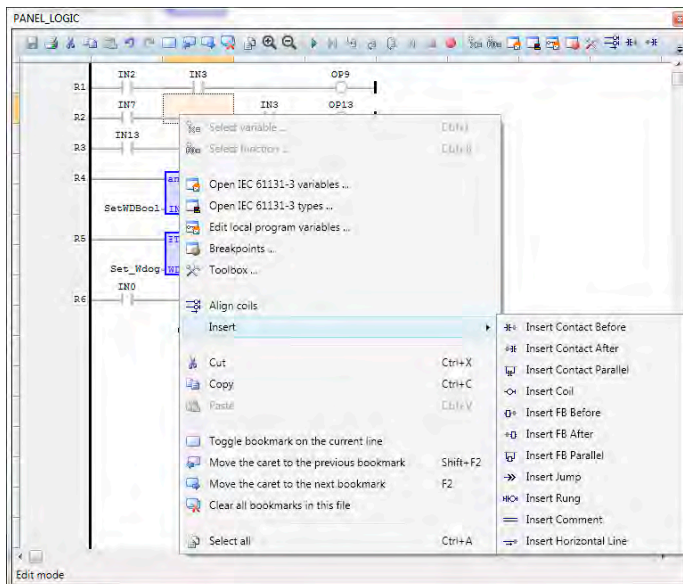 PANEL_LOGIC
IN2 IN3 OP9
R1
IN7 IN3 OP13
R2
IN13
R3
R4
an
SetWDBool IN
R5
Set_Wdog WD
IN0
R6
Select variable ...
Select function ...
Open IEC 61131-3 variables ...
Open IEC 61131-3 types ...
Edit local program variables ...
Breakpoints ...
Toolbox ...
Align coils
Insert
Cut Ctrl+X
Copy Ctrl+C
Paste Ctrl+V
Toggle bookmark on the current line
Move the caret to the previous bookmark Shift+F2
Move the caret to the next bookmark F2
Clear all bookmarks in this file
Select all Ctrl+A
Insert Contact Before
Insert Contact After
Insert Contact Parallel
Insert Coil
Insert FB Before
Insert FB After
Insert FB Parallel
Insert Jump
Insert Rung
Insert Comment
Insert Horizontal Line
Edit mode